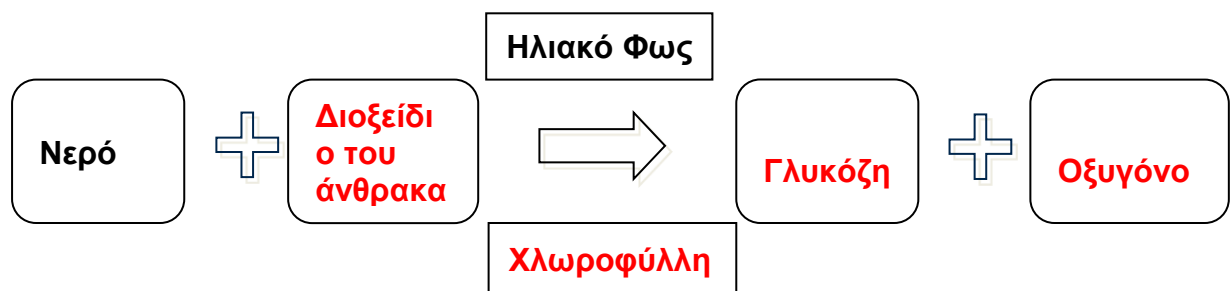 Ηλιακό Φως
Νερό
Διοξείδι
ο του
άνθρακα
Γλυκόζη
Οξυγόνο
Χλωροφύλλη